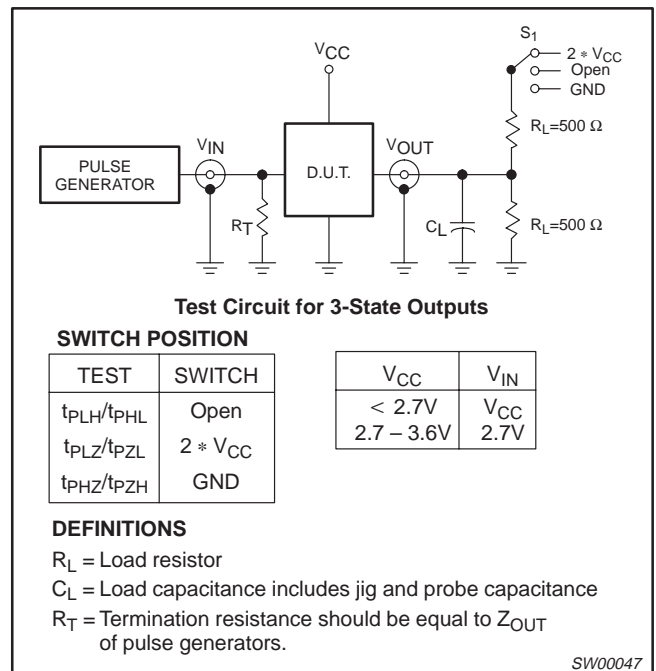 S1
2 * VCC
Open
GND
VCC
RL=500 Ω
VIN
VOUT
PULSE
GENERATOR
D.U.T.
RT
CL
RL=500 Ω
Test Circuit for 3-State Outputs
SWITCH POSITION
TEST SWITCH
tPLH/tPHL Open
tPLZ/tPZL 2 * VCC
tPHZ/tPZH GND
VCC VIN
< 2.7V VCC
2.7 – 3.6V 2.7V
DEFINITIONS
RL = Load resistor
CL = Load capacitance includes jig and probe capacitance
RT = Termination resistance should be equal to ZOUT
of pulse generators.
SW00047